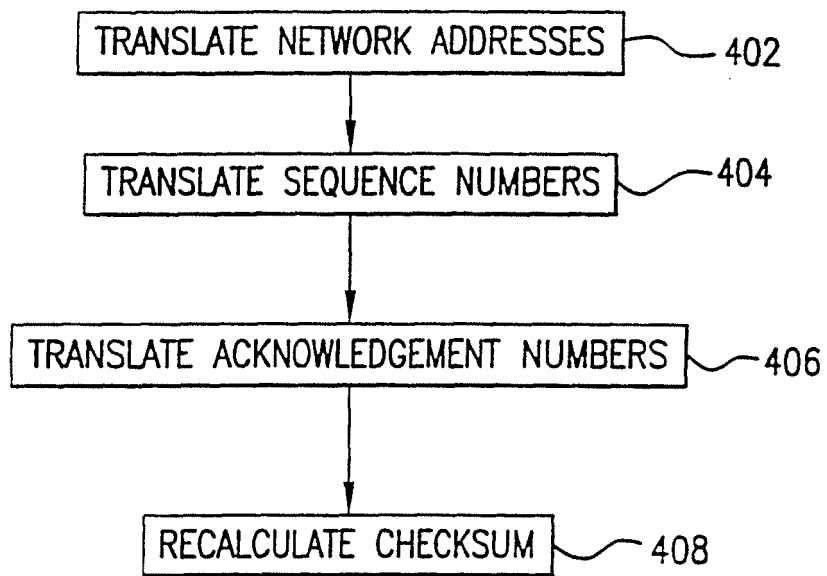 TRANSLATE NETWORK ADDRESSES 402
TRANSLATE SEQUENCE NUMBERS 404
TRANSLATE ACKNOWLEDGEMENT NUMBERS 406
RECALCULATE CHECKSUM 408